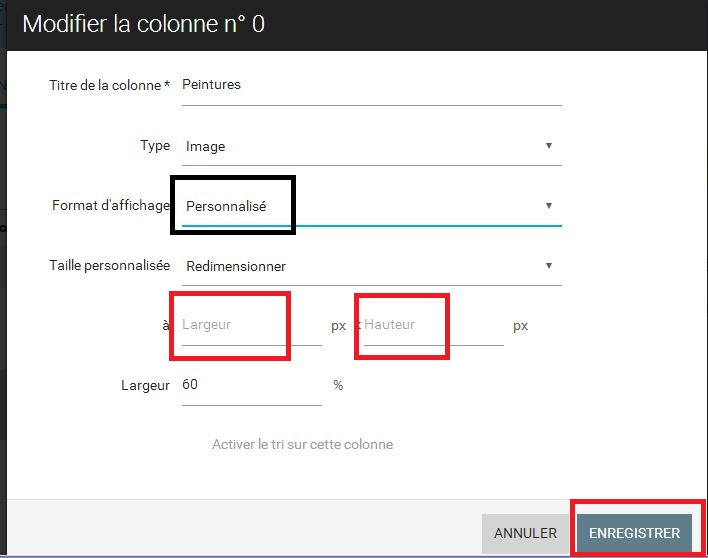 Modifier la colonne n° 0
Titre de la colonne * Peintures
Type Image
Format d'affichage Personnalisé
Taille personnalisée Redimensionner
à Largeur px x Hauteur px
Largeur 60 %
Activer le tri sur cette colonne
ANNULER ENREGISTRER